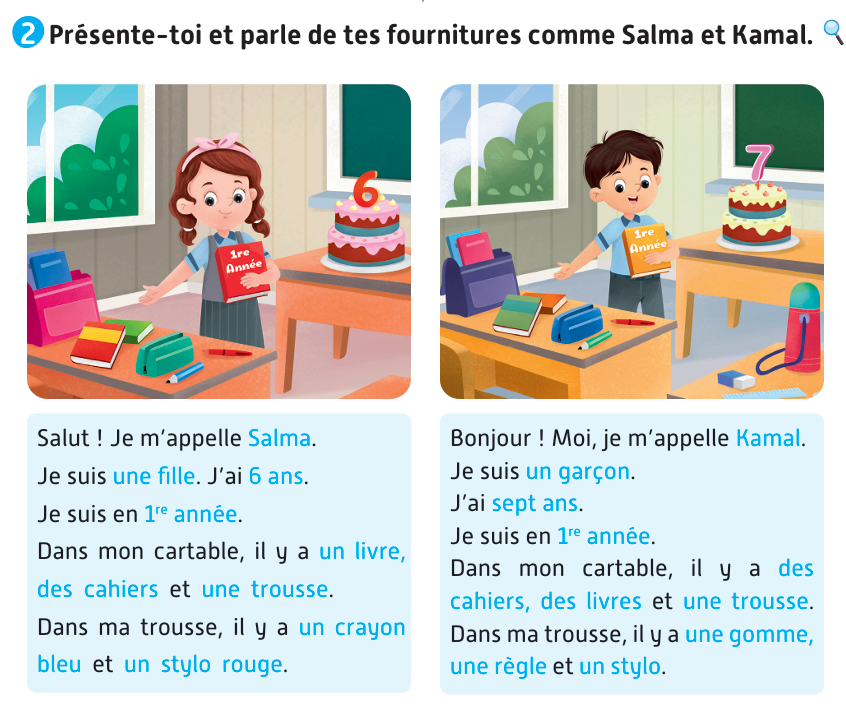 2 Présente-toi et parle de tes fournitures comme Salma et Kamal.
6
1re
Année
7
1re
Année
Salut ! Je m'appelle Salma.
Je suis une fille. J'ai 6 ans.
Je suis en 1re année.
Dans mon cartable, il y a un livre,
des cahiers et une trousse.
Dans ma trousse, il y a un crayon
bleu et un stylo rouge.
Bonjour ! Moi, je m'appelle Kamal.
Je suis un garçon.
J'ai sept ans.
Je suis en 1re année.
Dans mon cartable, il y a des
cahiers, des livres et une trousse.
Dans ma trousse, il y a une gomme,
une règle et un stylo.